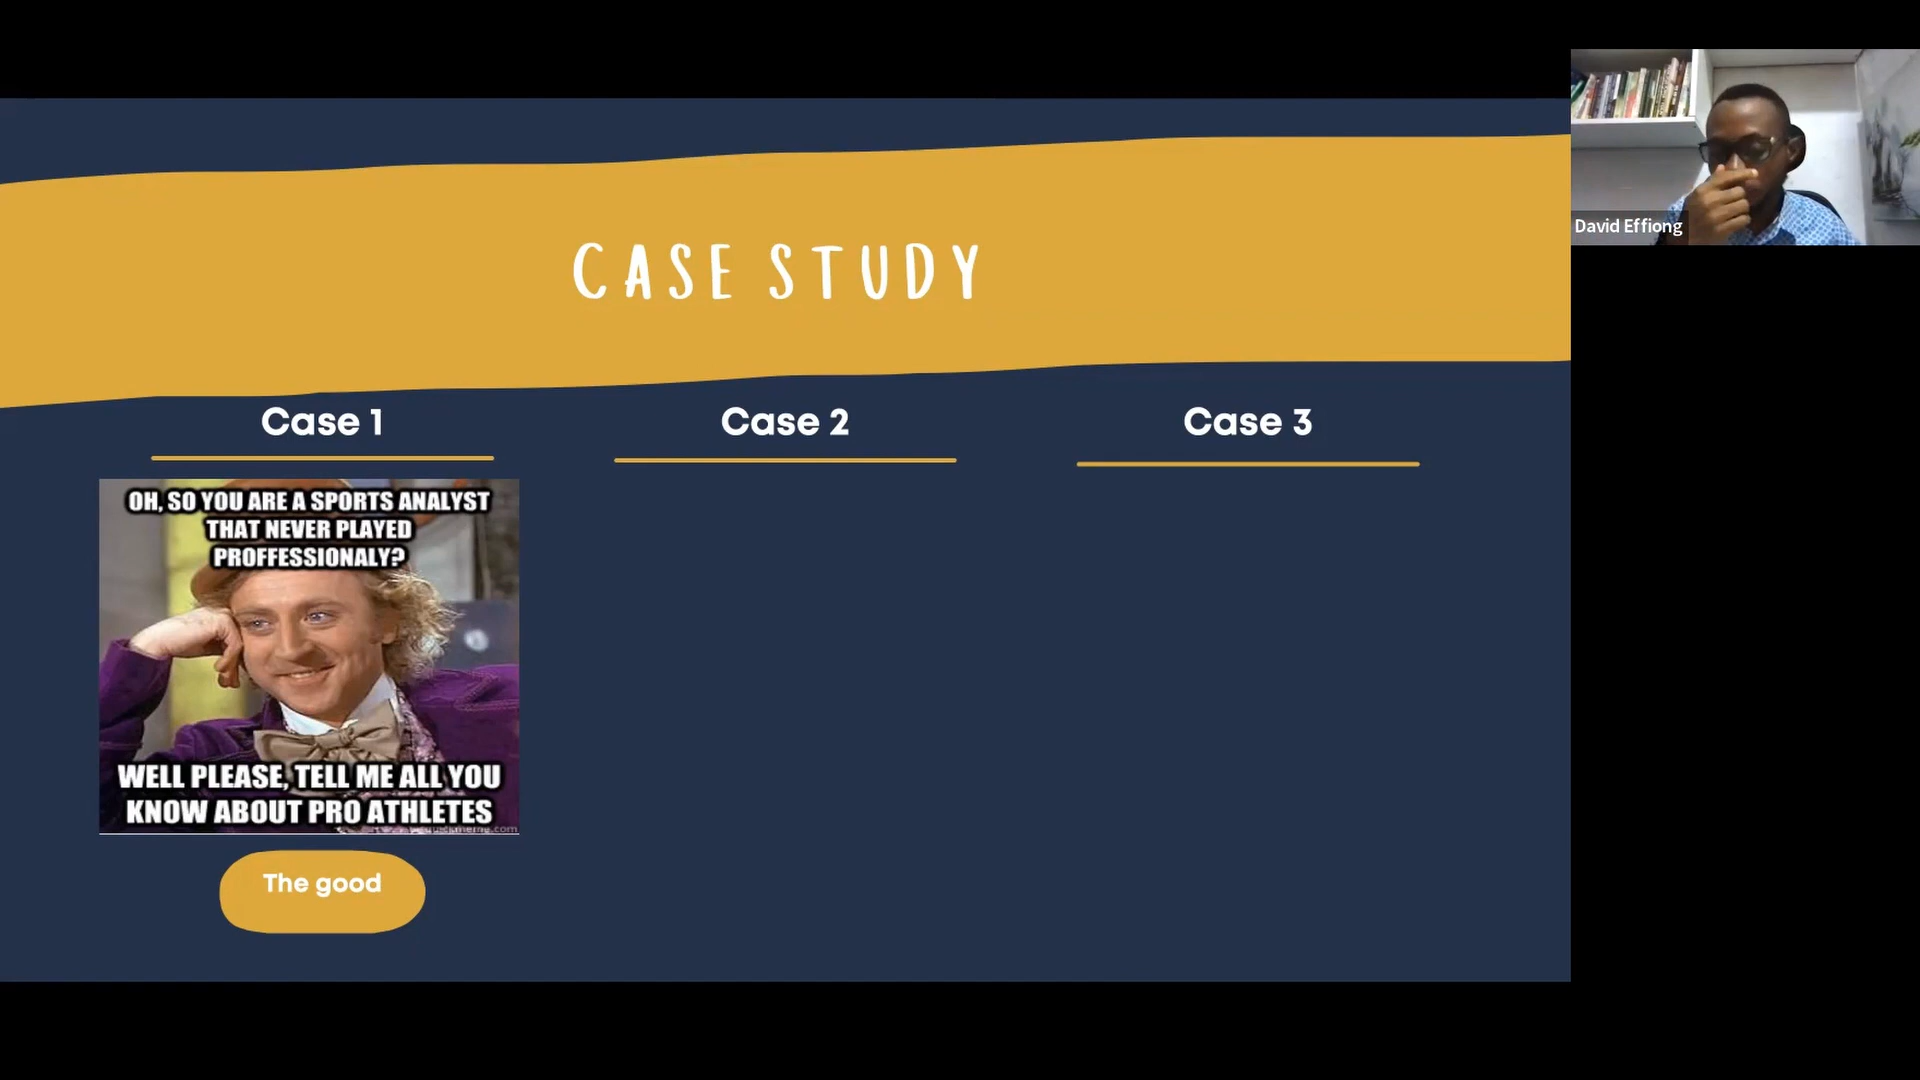 CASE STUDY
David Effiong
Case 1
Case 2
Case 3
OH, SO YOU ARE A SPORTS ANALYST
THAT NEVER PLAYED
PROFFESSIONALY?
WELL PLEASE, TELL ME ALL YOU
KNOW ABOUT PRO ATHLETES
The good